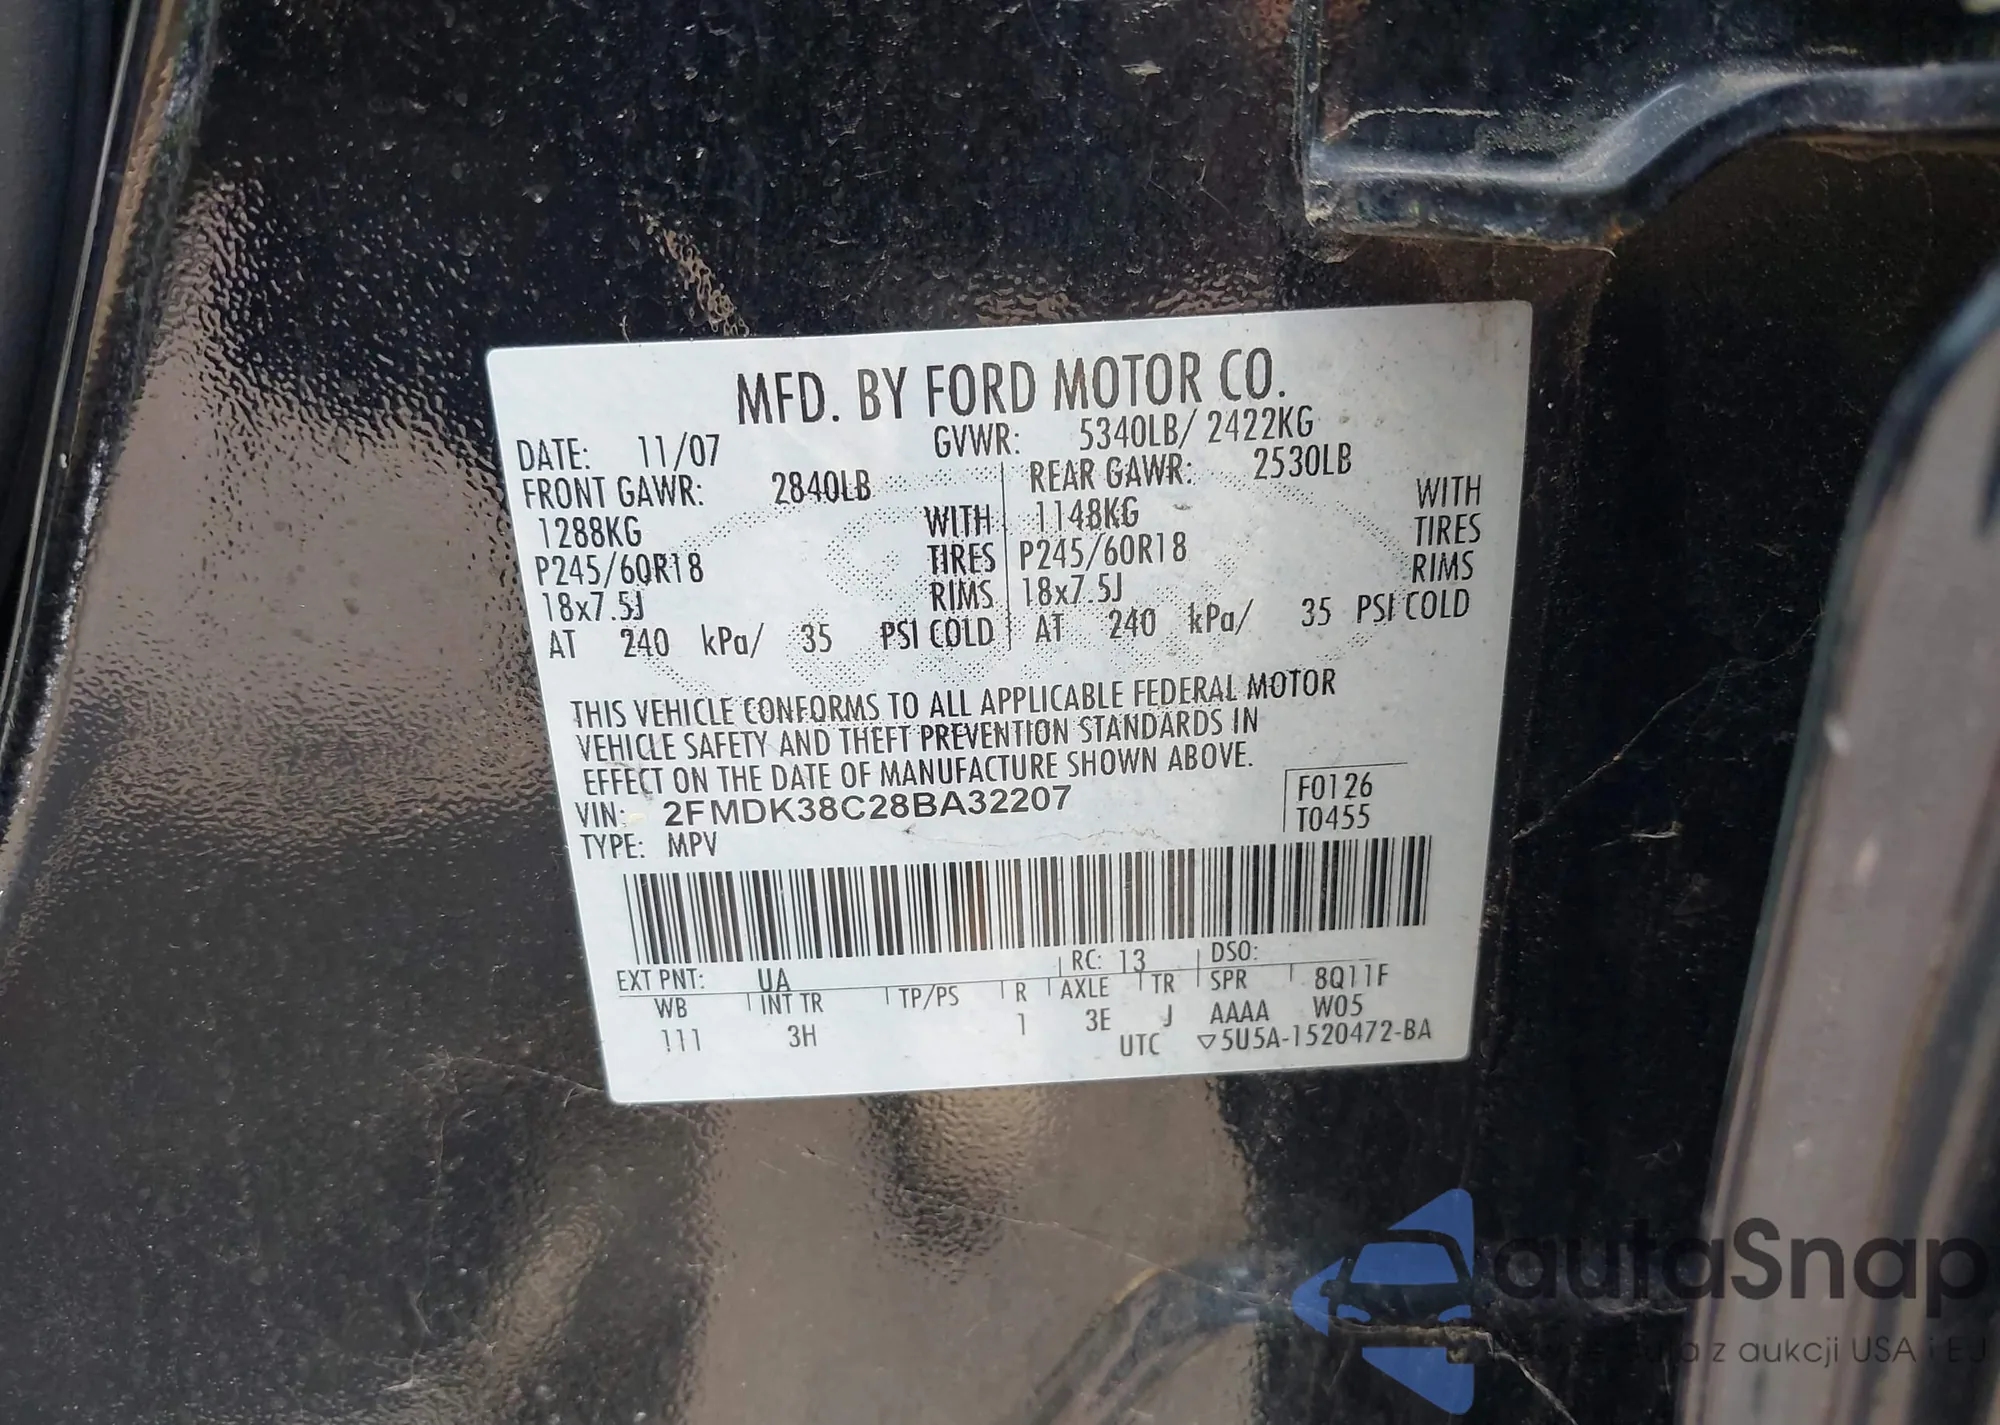 MFD. BY FORD MOTOR CO.
DATE: 11/07 GVWR: 5340LB/ 2422KG
FRONT GAWR: 2840LB REAR GAWR: 2530LB
1288KG WITH 1148KG WITH
P245/60R18 TIRES P245/60R18 TIRES
18x7.5J RIMS 18x7.5J RIMS
AT 240 kPa/ 35 PSI COLD AT 240 kPa/ 35 PSI COLD
THIS VEHICLE CONFORMS TO ALL APPLICABLE FEDERAL MOTOR
VEHICLE SAFETY AND THEFT PREVENTION STANDARDS IN
EFFECT ON THE DATE OF MANUFACTURE SHOWN ABOVE.
VIN: 2FMDK38C28BA32207 F0126
TYPE: MPV T0455
EXT PNT: UA RC: 13 DSO:
WB INT TR TP/PS R AXLE TR SPR 8Q11F
111 3H 1 3E J AAAA W05
UTC ▽5U5A-1520472-BA
autaSnap
auta z aukcji USA i EU